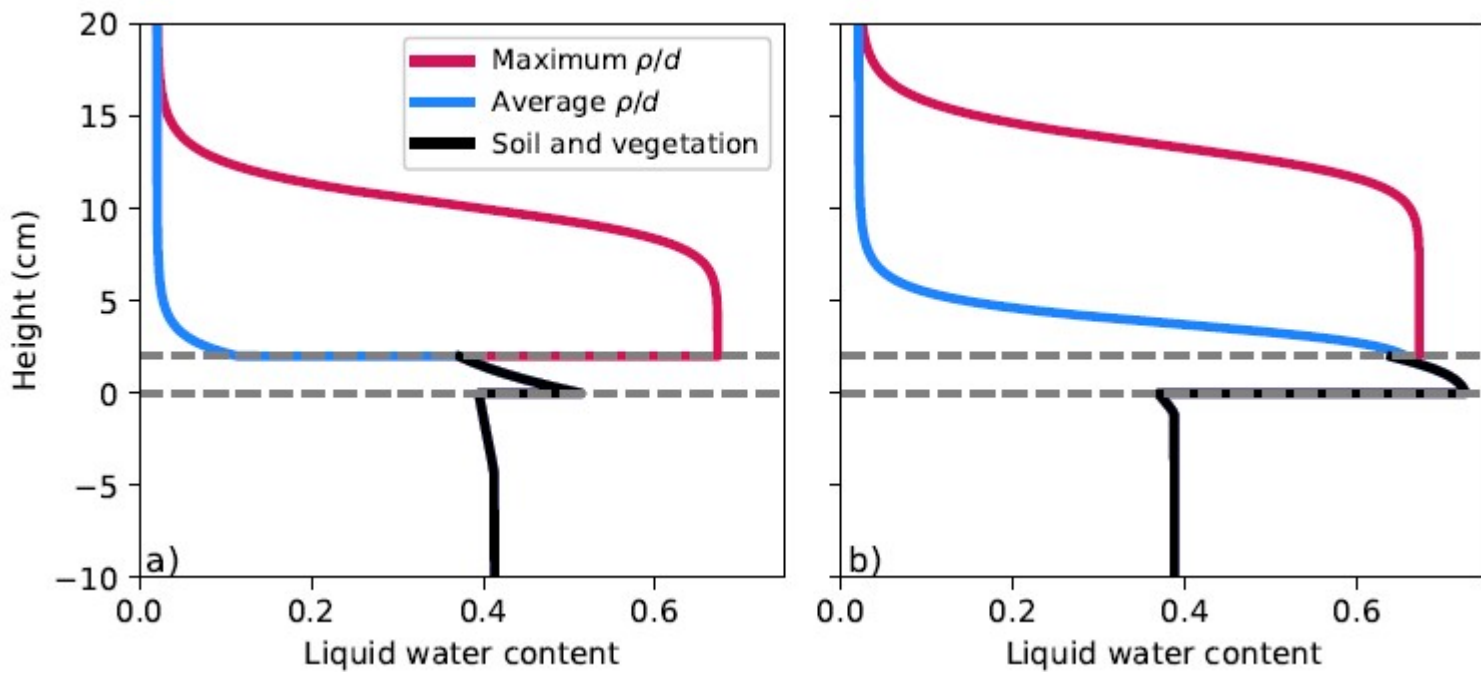 20
15
10
5
0
−5
−10
Height (cm)
Maximum ρ/d
Average ρ/d
Soil and vegetation
a)
0.0 0.2 0.4 0.6
Liquid water content
b)
0.0 0.2 0.4 0.6
Liquid water content